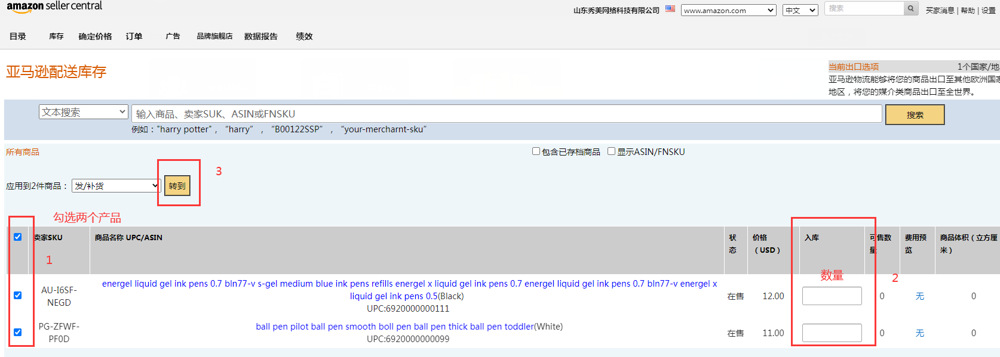 amazon seller central
山东秀美网络科技有限公司 www.amazon.com 中文 搜索 买家消息 | 帮助 | 设置
目录 库存 确定价格 订单 广告 品牌旗舰店 数据报告 绩效
亚马逊配送库存
当前出口选项 1个国家/地
亚马逊物流能够将您的商品出口至其他欧洲国家
地区，将您的媒介类商品出口至全世界。
文本搜索 输入商品、卖家SUK、ASIN或FNSKU 搜索
例如："harry potter"，“harry”，“B00122SSP”，“your-mercharnt-sku”
所有商品 包含已存档商品 显示ASIN/FNSKU
3
应用到2件商品： 发/补货 转到
勾选两个产品
卖家SKU 商品名称 UPC/ASIN 状态 价格（USD） 入库 可售数量 费用预览 商品体积（立方厘米）
1
数量 2
energel liquid gel ink pens 0.7 bln77-v s-gel medium blue ink pens refills energel x liquid gel ink pens 0.7 energel liquid gel ink pens 0.7 bln77-v energel x
AU-I6SF-NEGD liquid gel ink pens 0.5(Black) 在售 12.00 0 无 0
UPC:6920000000111
PG-ZFWF-PF0D ball pen pilot ball pen smooth boll pen ball pen thick ball pen toddler(White) 在售 11.00 0 无 0
UPC:6920000000099